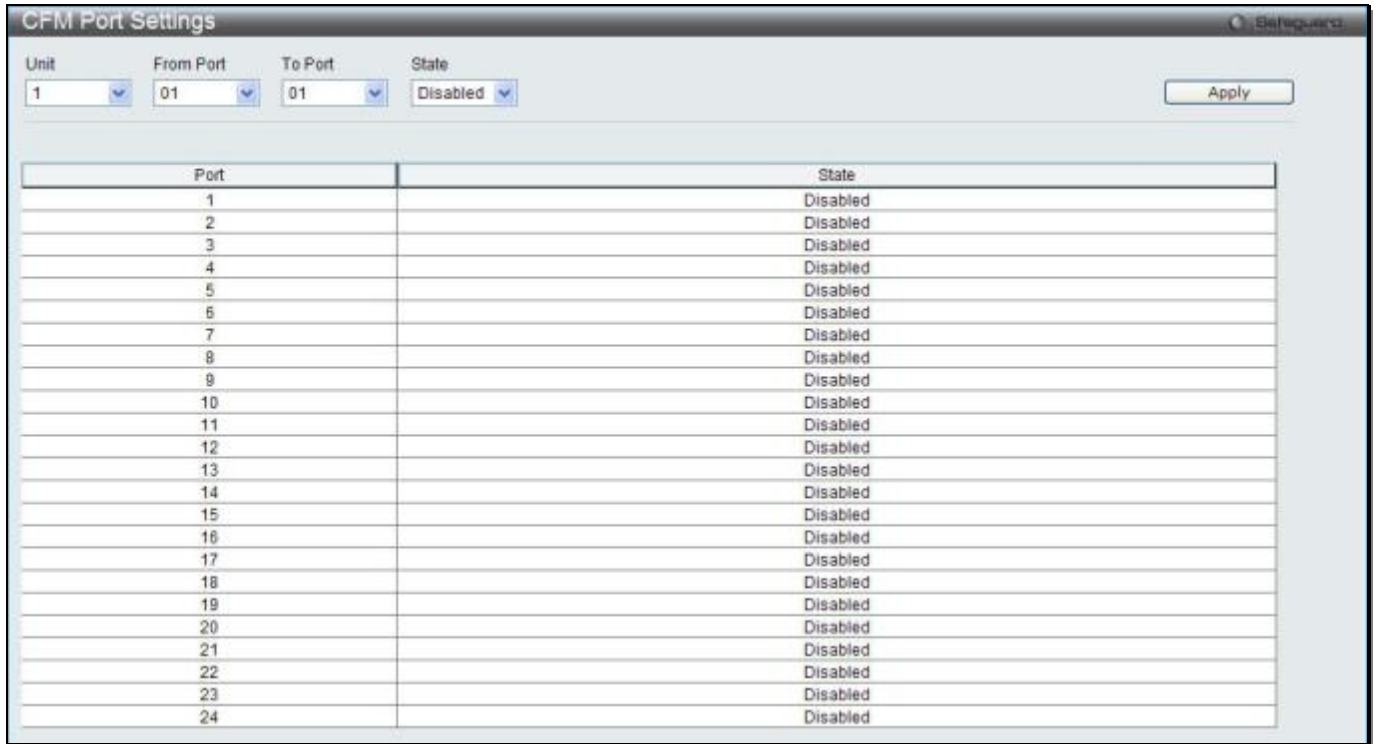 CFM Port Settings
Safeguard
Unit From Port To Port State
1 01 01 Disabled Apply
Port State
1 Disabled
2 Disabled
3 Disabled
4 Disabled
5 Disabled
6 Disabled
7 Disabled
8 Disabled
9 Disabled
10 Disabled
11 Disabled
12 Disabled
13 Disabled
14 Disabled
15 Disabled
16 Disabled
17 Disabled
18 Disabled
19 Disabled
20 Disabled
21 Disabled
22 Disabled
23 Disabled
24 Disabled